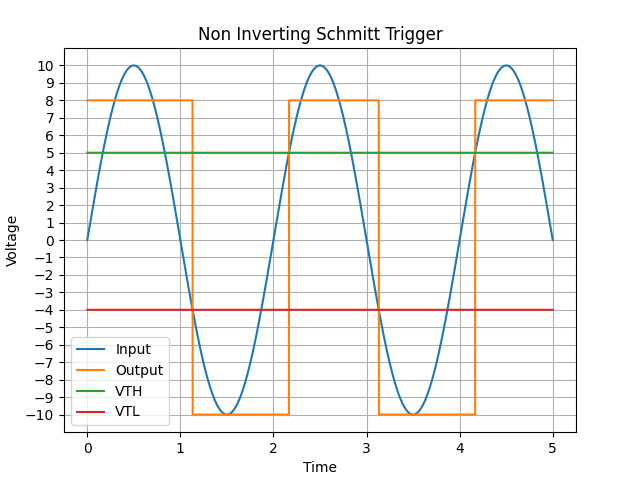 Non Inverting Schmitt Trigger
Voltage
10
9
8
7
6
5
4
3
2
1
0
−1
−2
−3
−4
−5
−6
−7
−8
−9
−10
Input
Output
VTH
VTL
0 1 2 3 4 5
Time